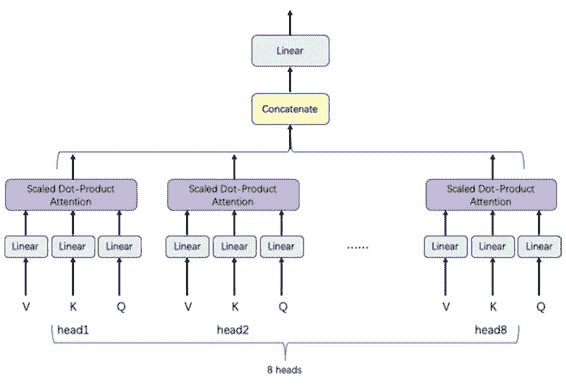 Linear
Concatenate
Scaled Dot-Product
Attention
Scaled Dot-Product
Attention
Scaled Dot-Product
Attention
Linear Linear Linear
Linear Linear Linear
......
Linear Linear Linear
V K Q
V K Q
V K Q
head1
head2
head8
8 heads